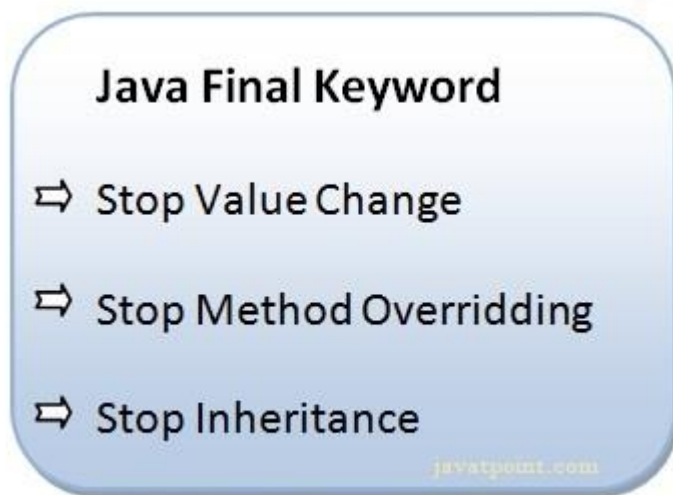 Java Final Keyword
Stop Value Change
Stop Method Overridding
Stop Inheritance
javatpoint.com